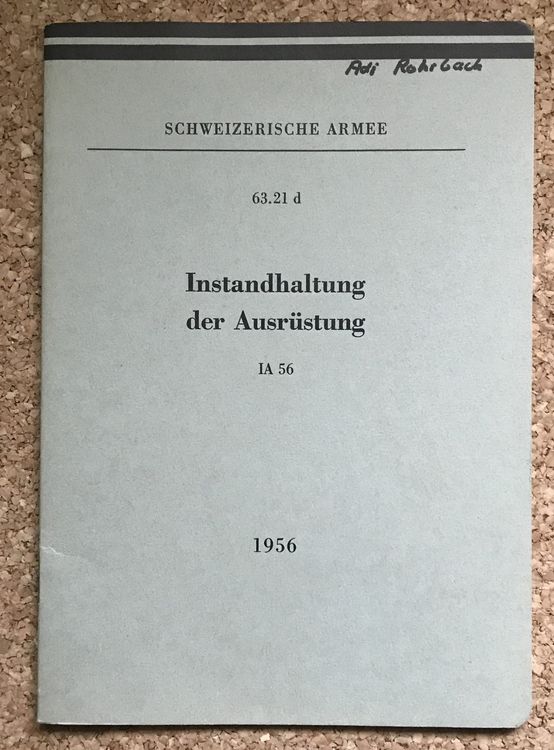 Adi Rohrbach
SCHWEIZERISCHE ARMEE
63.21 d
Instandhaltung
der Ausrüstung
IA 56
1956